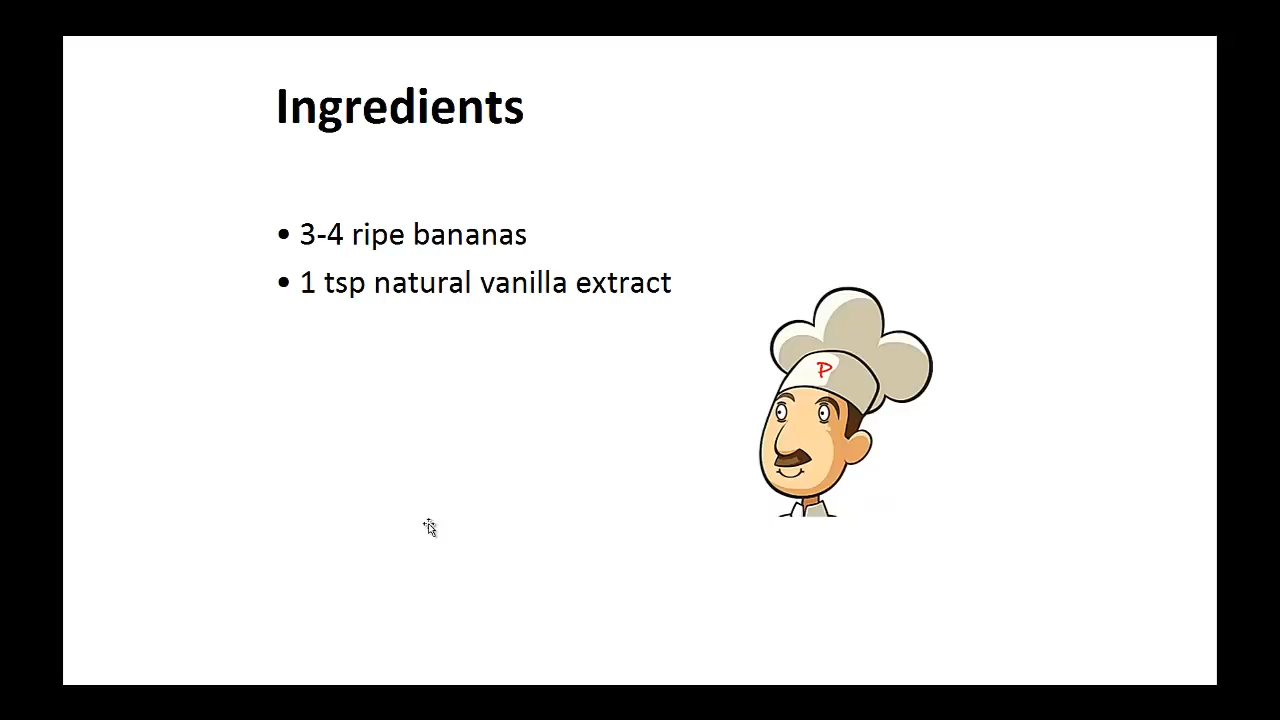 Ingredients
• 3-4 ripe bananas
• 1 tsp natural vanilla extract
P